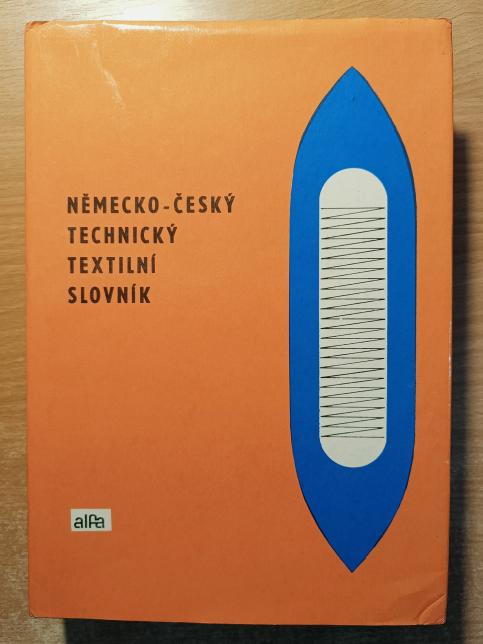 NĚMECKO-ČESKÝ
TECHNICKÝ
TEXTILNÍ
SLOVNÍK
alfa